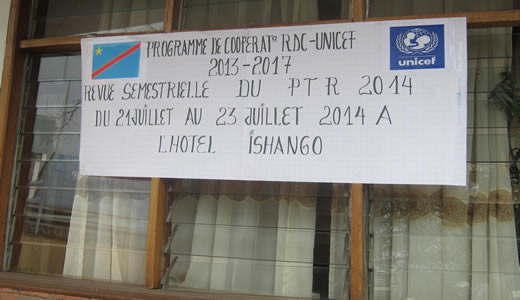 PROGRAMME DE COOPERAT° RDC-UNICEF
2013-2017
REVUE SEMESTRIELLE DU PTR 2014
DU 21 JUILLET AU 23 JUILLET 2014 A
L'HOTEL ISHANGO
unicef